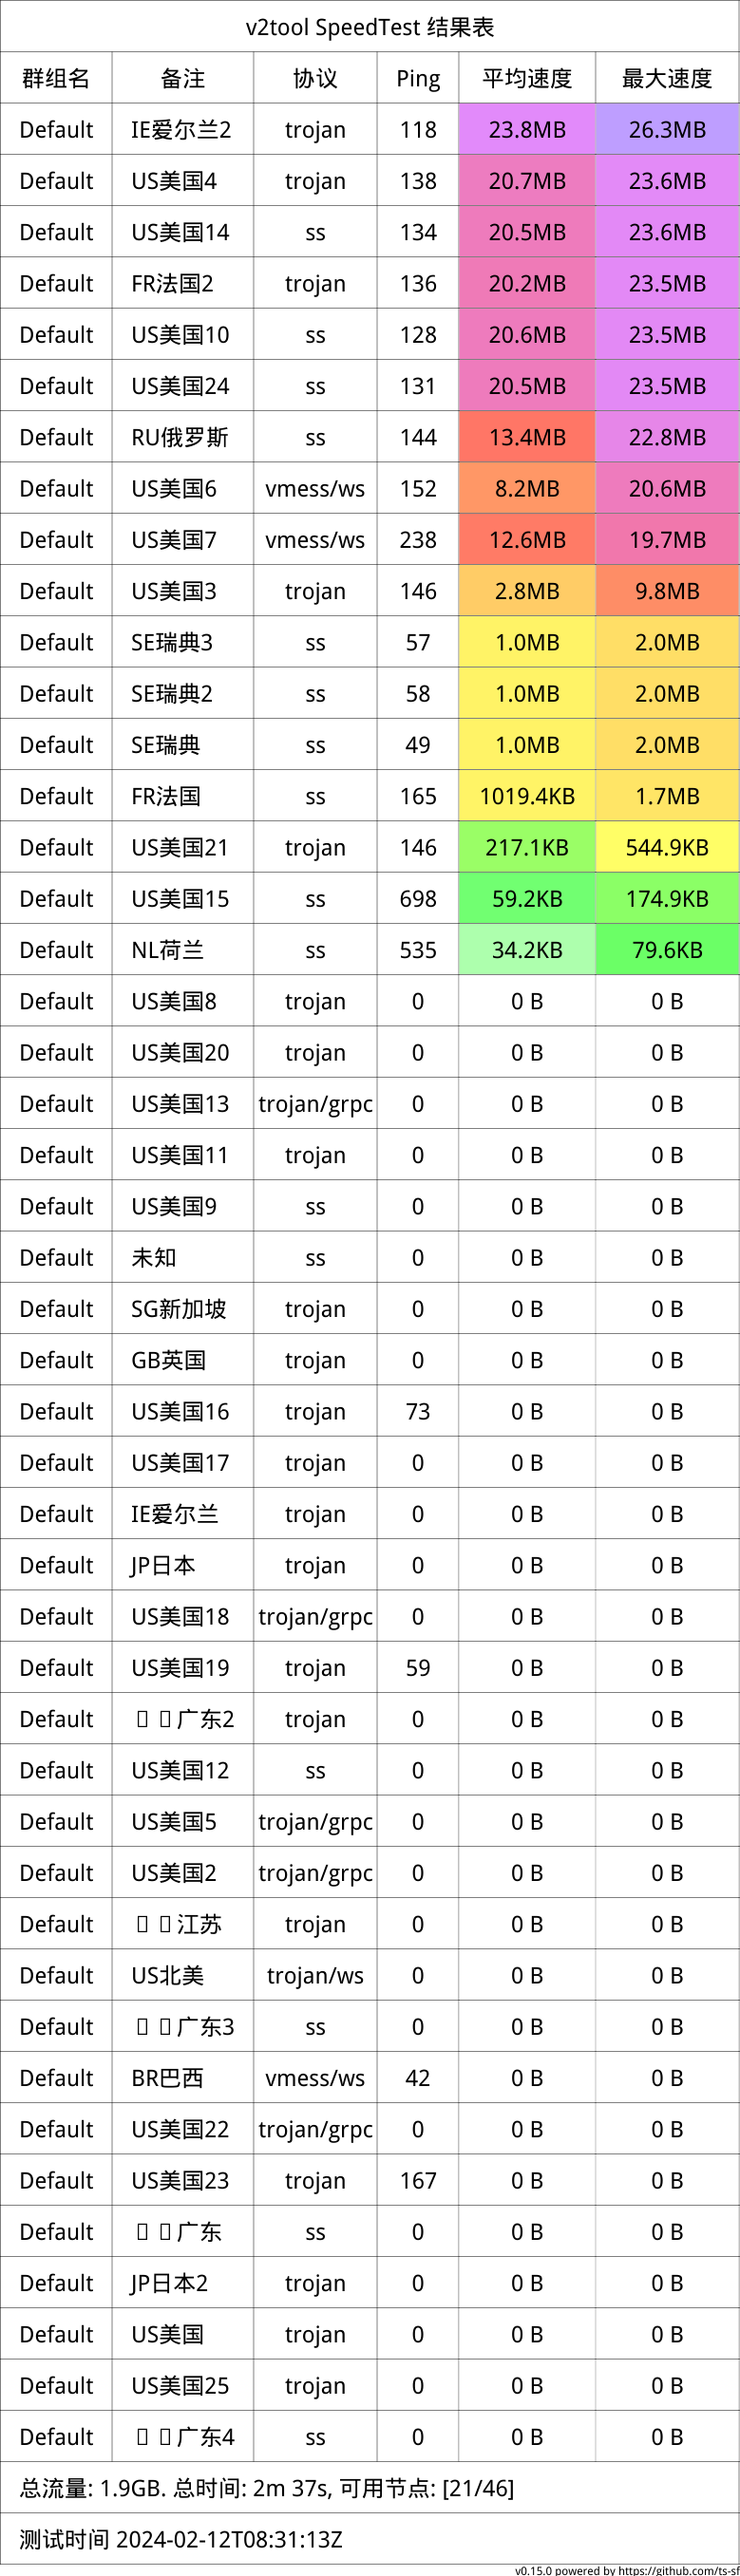 v2tool SpeedTest 结果表
群组名 备注 协议 Ping 平均速度 最大速度
Default IE爱尔兰2 trojan 118 23.8MB 26.3MB
Default US美国4 trojan 138 20.7MB 23.6MB
Default US美国14 ss 134 20.5MB 23.6MB
Default FR法国2 trojan 136 20.2MB 23.5MB
Default US美国10 ss 128 20.6MB 23.5MB
Default US美国24 ss 131 20.5MB 23.5MB
Default RU俄罗斯 ss 144 13.4MB 22.8MB
Default US美国6 vmess/ws 152 8.2MB 20.6MB
Default US美国7 vmess/ws 238 12.6MB 19.7MB
Default US美国3 trojan 146 2.8MB 9.8MB
Default SE瑞典3 ss 57 1.0MB 2.0MB
Default SE瑞典2 ss 58 1.0MB 2.0MB
Default SE瑞典 ss 49 1.0MB 2.0MB
Default FR法国 ss 165 1019.4KB 1.7MB
Default US美国21 trojan 146 217.1KB 544.9KB
Default US美国15 ss 698 59.2KB 174.9KB
Default NL荷兰 ss 535 34.2KB 79.6KB
Default US美国8 trojan 0 0 B 0 B
Default US美国20 trojan 0 0 B 0 B
Default US美国13 trojan/grpc 0 0 B 0 B
Default US美国11 trojan 0 0 B 0 B
Default US美国9 ss 0 0 B 0 B
Default 未知 ss 0 0 B 0 B
Default SG新加坡 trojan 0 0 B 0 B
Default GB英国 trojan 0 0 B 0 B
Default US美国16 trojan 73 0 B 0 B
Default US美国17 trojan 0 0 B 0 B
Default IE爱尔兰 trojan 0 0 B 0 B
Default JP日本 trojan 0 0 B 0 B
Default US美国18 trojan/grpc 0 0 B 0 B
Default US美国19 trojan 59 0 B 0 B
Default 广东2 trojan 0 0 B 0 B
Default US美国12 ss 0 0 B 0 B
Default US美国5 trojan/grpc 0 0 B 0 B
Default US美国2 trojan/grpc 0 0 B 0 B
Default 江苏 trojan 0 0 B 0 B
Default US北美 trojan/ws 0 0 B 0 B
Default 广东3 ss 0 0 B 0 B
Default BR巴西 vmess/ws 42 0 B 0 B
Default US美国22 trojan/grpc 0 0 B 0 B
Default US美国23 trojan 167 0 B 0 B
Default 广东 ss 0 0 B 0 B
Default JP日本2 trojan 0 0 B 0 B
Default US美国 trojan 0 0 B 0 B
Default US美国25 trojan 0 0 B 0 B
Default 广东4 ss 0 0 B 0 B
总流量: 1.9GB. 总时间: 2m 37s, 可用节点: [21/46]
测试时间 2024-02-12T08:31:13Z
v0.15.0 powered by https://github.com/ts-sf